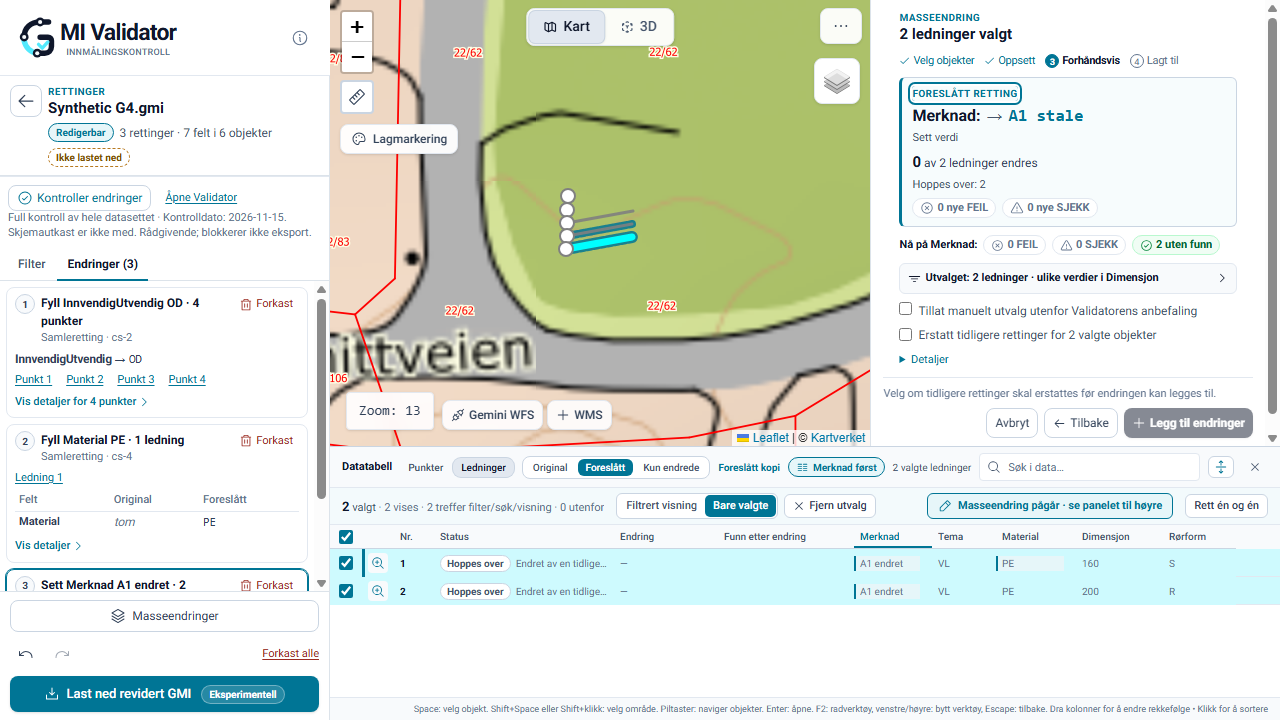 MI Validator
INNMÅLINGSKONTROLL
RETTINGER
Synthetic G4.gmi
Redigerbar
3 rettinger · 7 felt i 6 objekter
Ikke lastet ned
Kontroller endringer
Åpne Validator
Full kontroll av hele datasettet · Kontrolldato: 2026-11-15.
Skjemautkast er ikke med. Rådgivende; blokkerer ikke eksport.
Filter
Endringer (3)
1
Fyll InnvendigUtvendig OD · 4 punkter
Forkast
Samleretting · cs-2
InnvendigUtvendig → OD
Punkt 1
Punkt 2
Punkt 3
Punkt 4
Vis detaljer for 4 punkter
2
Fyll Material PE · 1 ledning
Forkast
Samleretting · cs-4
Ledning 1
Felt Original Foreslått
Material tom PE
Vis detaljer
3
Sett Merknad A1 endret · 2
Forkast
Masseendringer
Forkast alle
Last ned revidert GMI
Eksperimentell
+
−
Kart
3D
...
Lagmarkering
22/62
22/62
22/62
22/62
2/83
106
ittveien
Zoom: 13
Gemini WFS
WMS
Leaflet | © Kartverket
MASSEENDRING
2 ledninger valgt
Velg objekter
Oppsett
3 Forhåndsvis
4 Lagt til
FORESLÅTT RETTING
Merknad: → A1 stale
Sett verdi
0 av 2 ledninger endres
Hoppes over: 2
0 nye FEIL
0 nye SJEKK
Nå på Merknad:
0 FEIL
0 SJEKK
2 uten funn
Utvalget: 2 ledninger · ulike verdier i Dimensjon
Tillat manuelt utvalg utenfor Validatorens anbefaling
Erstatt tidligere rettinger for 2 valgte objekter
Detaljer
Velg om tidligere rettinger skal erstattes før endringen kan legges til.
Avbryt
Tilbake
Legg til endringer
Datatabell
Punkter
Ledninger
Original
Foreslått
Kun endrede
Foreslått kopi
Merknad først
2 valgte ledninger
Søk i data...
2 valgt · 2 vises · 2 treffer filter/søk/visning · 0 utenfor
Filtrert visning
Bare valgte
Fjern utvalg
Masseendring pågår · se panelet til høyre
Rett én og én
Nr. Status Endring Funn etter endring Merknad Tema Material Dimensjon Rørform
1 Hoppes over Endret av en tidlige... – A1 endret VL PE 160 S
2 Hoppes over Endret av en tidlige... – A1 endret VL PE 200 R
Space: velg objekt. Shift+Space eller Shift+klikk: velg område. Piltaster: naviger objekter. Enter: åpne. F2: radverktøy, venstre/høyre: bytt verktøy, Escape: tilbake. Dra kolonner for å endre rekkefølge • Klikk for å sortere